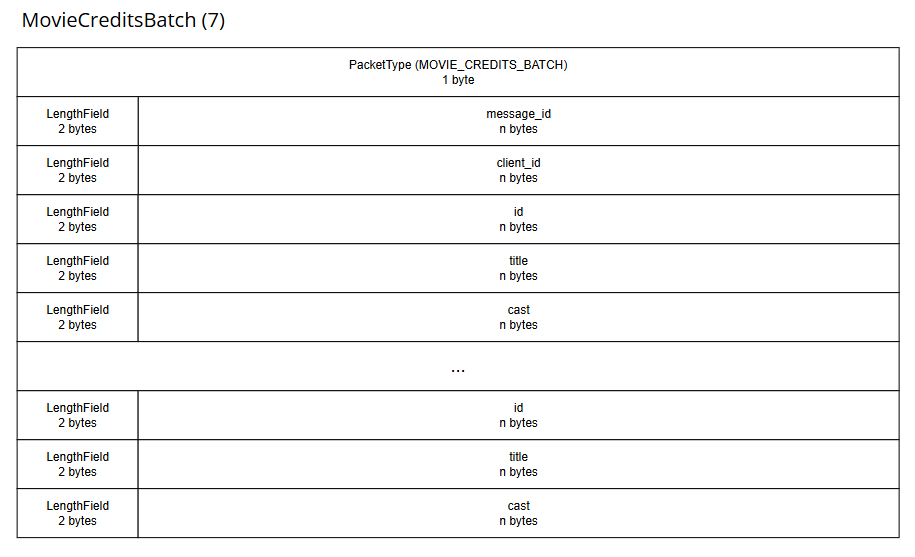 MovieCreditsBatch (7)
PacketType (MOVIE_CREDITS_BATCH)
1 byte
LengthField
2 bytes
message_id
n bytes
LengthField
2 bytes
client_id
n bytes
LengthField
2 bytes
id
n bytes
LengthField
2 bytes
title
n bytes
LengthField
2 bytes
cast
n bytes
...
LengthField
2 bytes
id
n bytes
LengthField
2 bytes
title
n bytes
LengthField
2 bytes
cast
n bytes